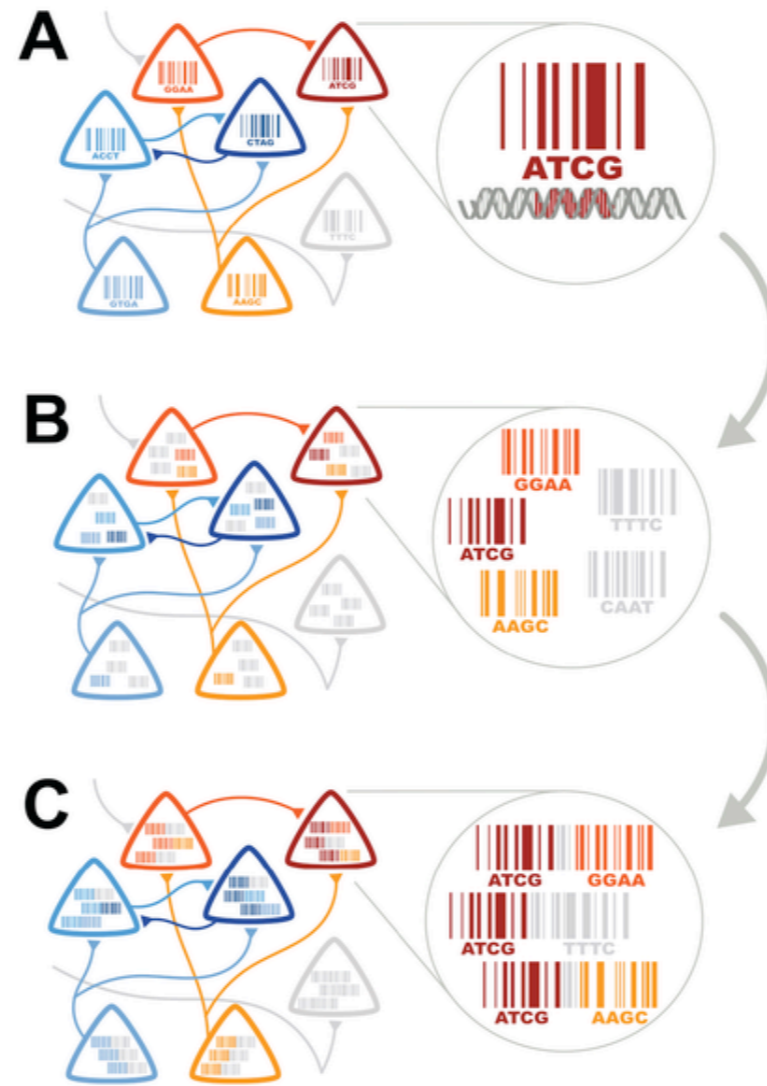 A
GGAA
ATCG
ACCT
CTAG
TTTC
GTGA
AAGC
ATCG
B
GGAA
TTTC
ATCG
CAAT
AAGC
C
ATCG GGAA
ATCG TTTC
ATCG AAGC